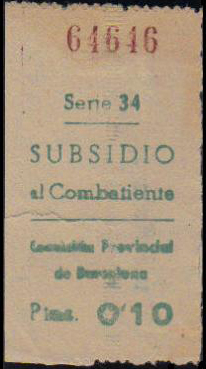 64646
Serie 34
SUBSIDIO
al Combatiente
Comisión Provincial
de Barcelona
Ptas. 0'10